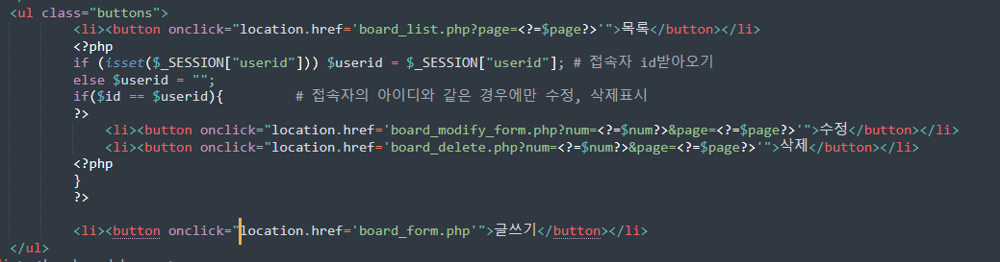 <ul class="buttons">
<li><button onclick="location.href='board_list.php?page=<?=$page?>'">목록</button></li>
<?php
if (isset($_SESSION["userid"])) $userid = $_SESSION["userid"]; # 접속자 id받아오기
else $userid = "";
if($id == $userid){ # 접속자의 아이디와 같은 경우에만 수정, 삭제표시
?>
<li><button onclick="location.href='board_modify_form.php?num=<?=$num?>&page=<?=$page?>'">수정</button></li>
<li><button onclick="location.href='board_delete.php?num=<?=$num?>&page=<?=$page?>'">삭제</button></li>
<?php
}
?>
<li><button onclick="location.href='board_form.php'">글쓰기</button></li>
</ul>